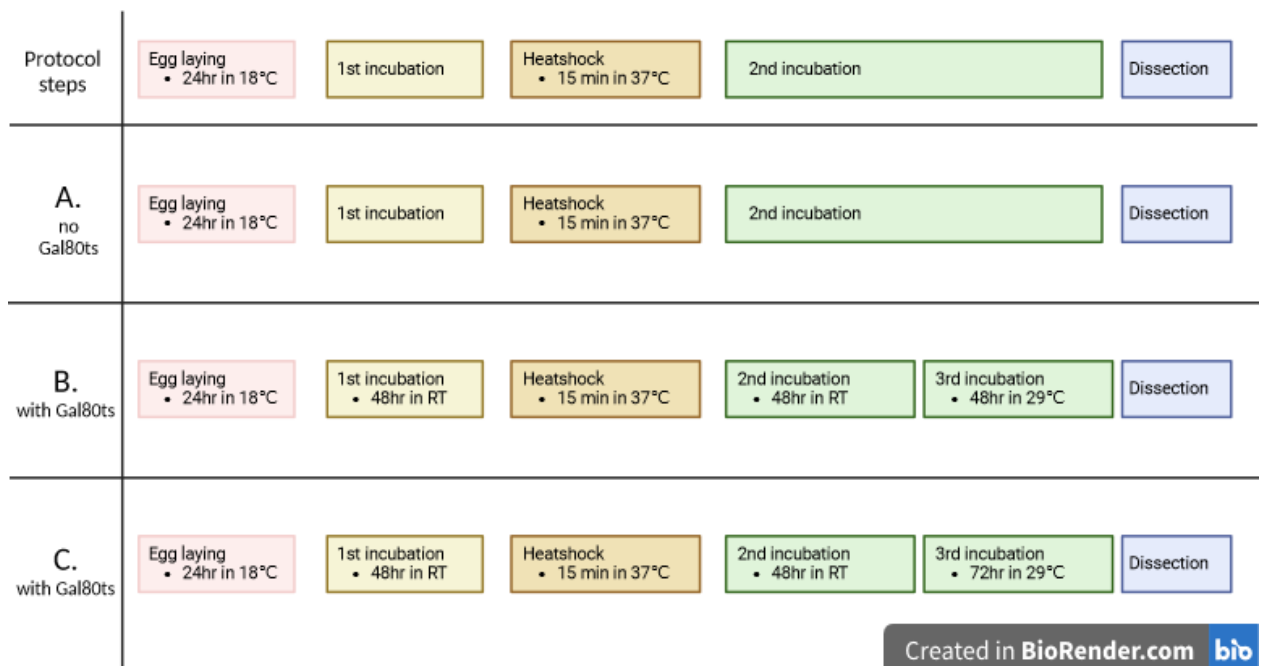 Protocol
steps
Egg laying
• 24hr in 18°C
1st incubation
Heatshock
• 15 min in 37°C
2nd incubation
Dissection
A.
no
Gal80ts
Egg laying
• 24hr in 18°C
1st incubation
Heatshock
• 15 min in 37°C
2nd incubation
Dissection
B.
with Gal80ts
Egg laying
• 24hr in 18°C
1st incubation
• 48hr in RT
Heatshock
• 15 min in 37°C
2nd incubation
• 48hr in RT
3rd incubation
• 48hr in 29°C
Dissection
C.
with Gal80ts
Egg laying
• 24hr in 18°C
1st incubation
• 48hr in RT
Heatshock
• 15 min in 37°C
2nd incubation
• 48hr in RT
3rd incubation
• 72hr in 29°C
Dissection
Created in BioRender.com bio